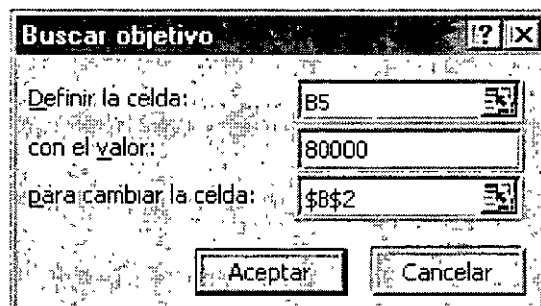 Buscar objetivo ? X
Definir la celda: B5
con el valor: 80000
para cambiar la celda: $B$2
Aceptar Cancelar